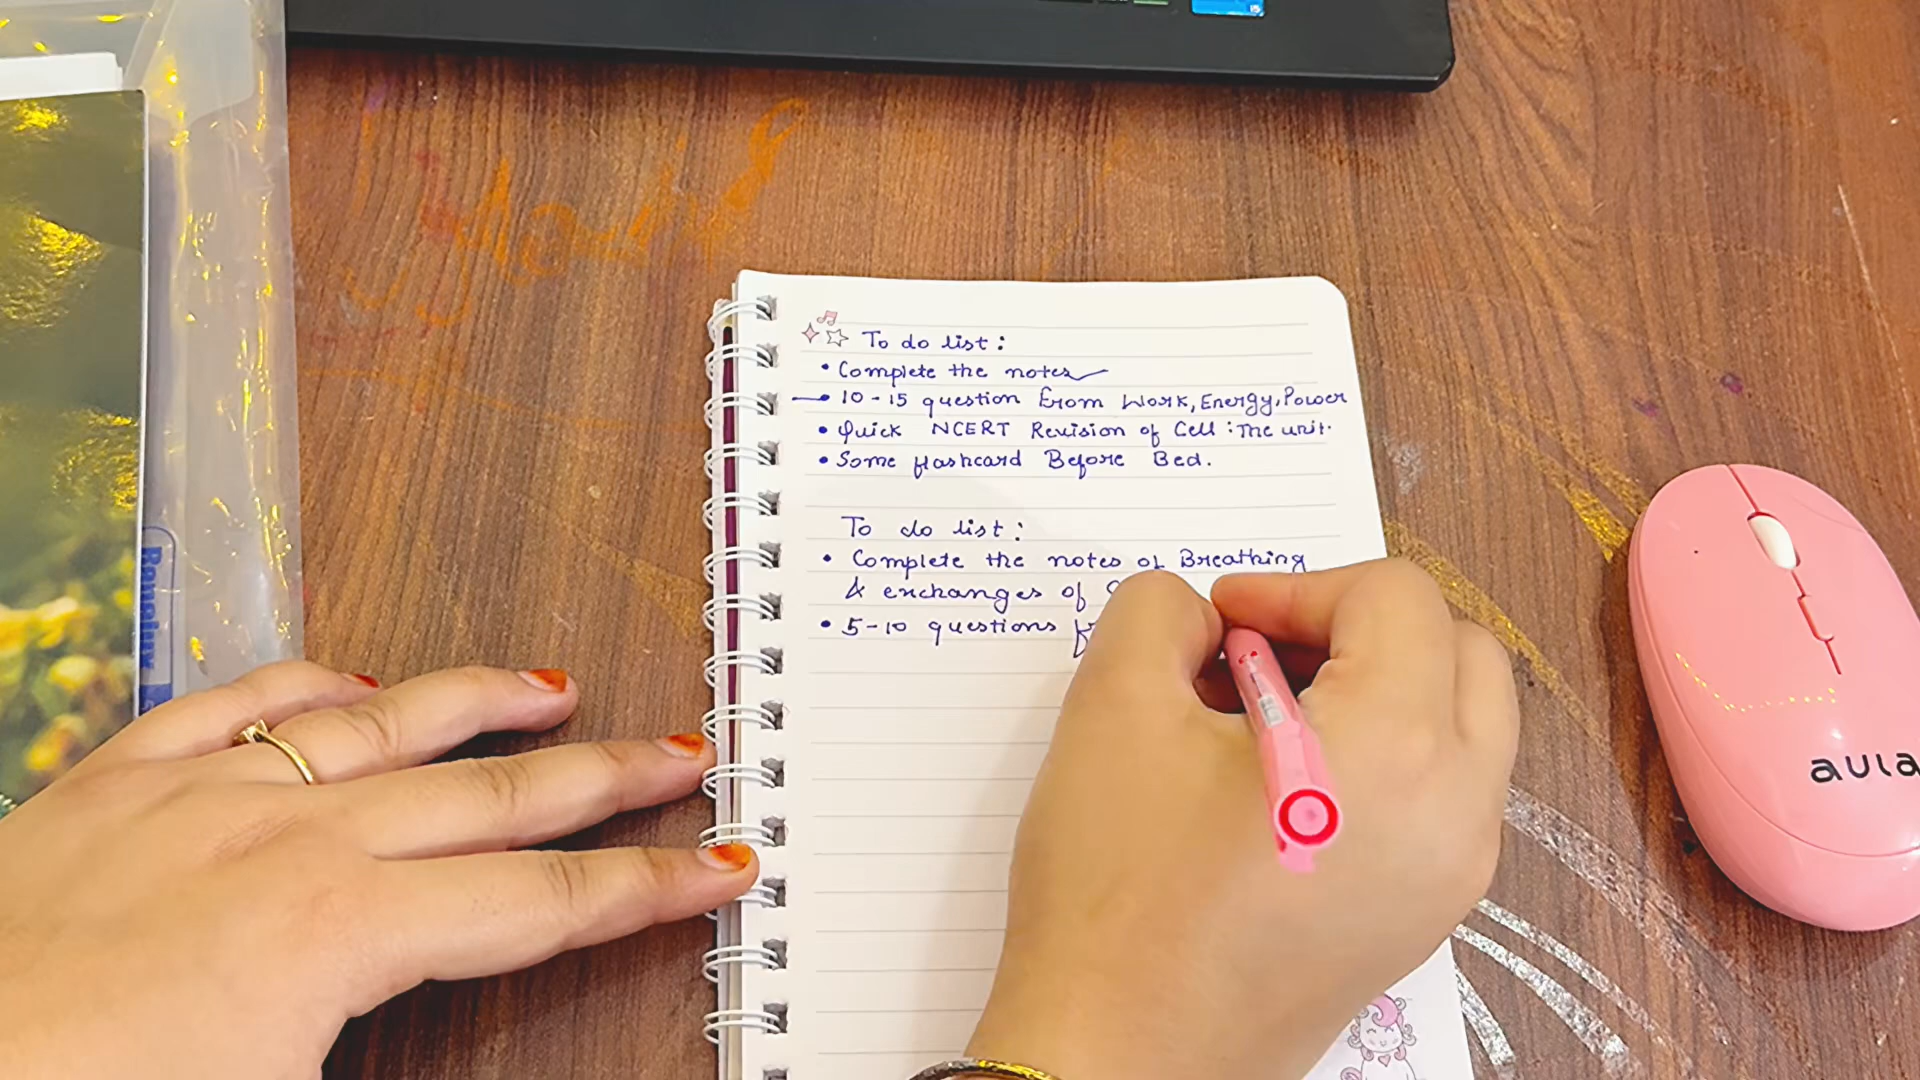 To do list:
• Complete the notes
• 10-15 question from Work, Energy, Power
• Quick NCERT Revision of Cell: The unit.
• Some flashcard Before Bed.
To do list:
• Complete the notes of Breathing
& exchanges of
• 5-10 questions
aula